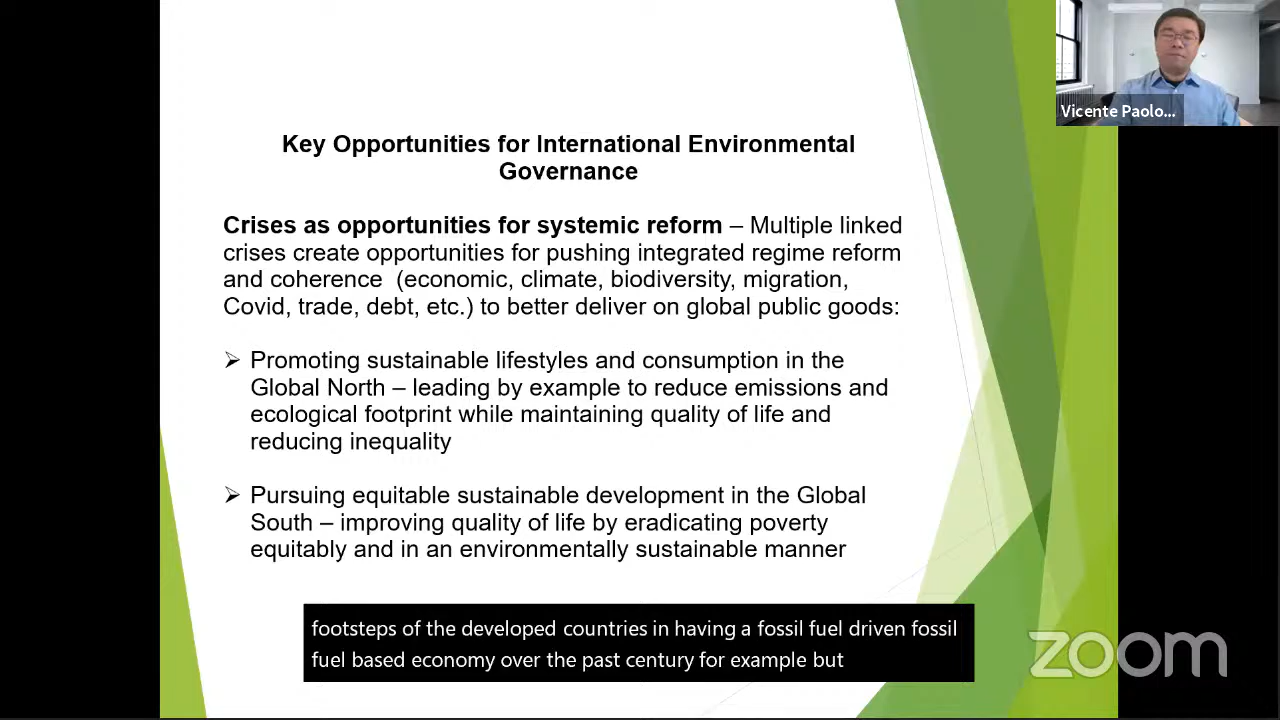 Vicente Paolo...
Key Opportunities for International Environmental
Governance
Crises as opportunities for systemic reform – Multiple linked
crises create opportunities for pushing integrated regime reform
and coherence  (economic, climate, biodiversity, migration,
Covid, trade, debt, etc.) to better deliver on global public goods:
➢ Promoting sustainable lifestyles and consumption in the
Global North – leading by example to reduce emissions and
ecological footprint while maintaining quality of life and
reducing inequality
➢ Pursuing equitable sustainable development in the Global
South – improving quality of life by eradicating poverty
equitably and in an environmentally sustainable manner
footsteps of the developed countries in having a fossil fuel driven fossil
fuel based economy over the past century for example but
zoom